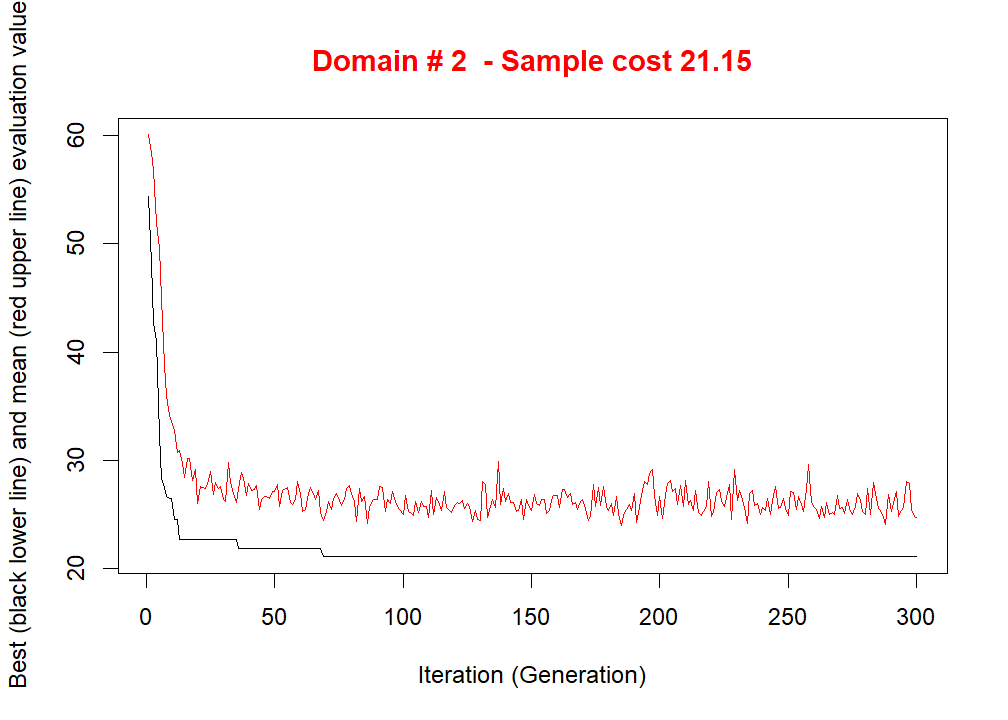 Domain # 2  - Sample cost 21.15
Best (black lower line) and mean (red upper line) evaluation value
60
50
40
30
20
0 50 100 150 200 250 300
Iteration (Generation)